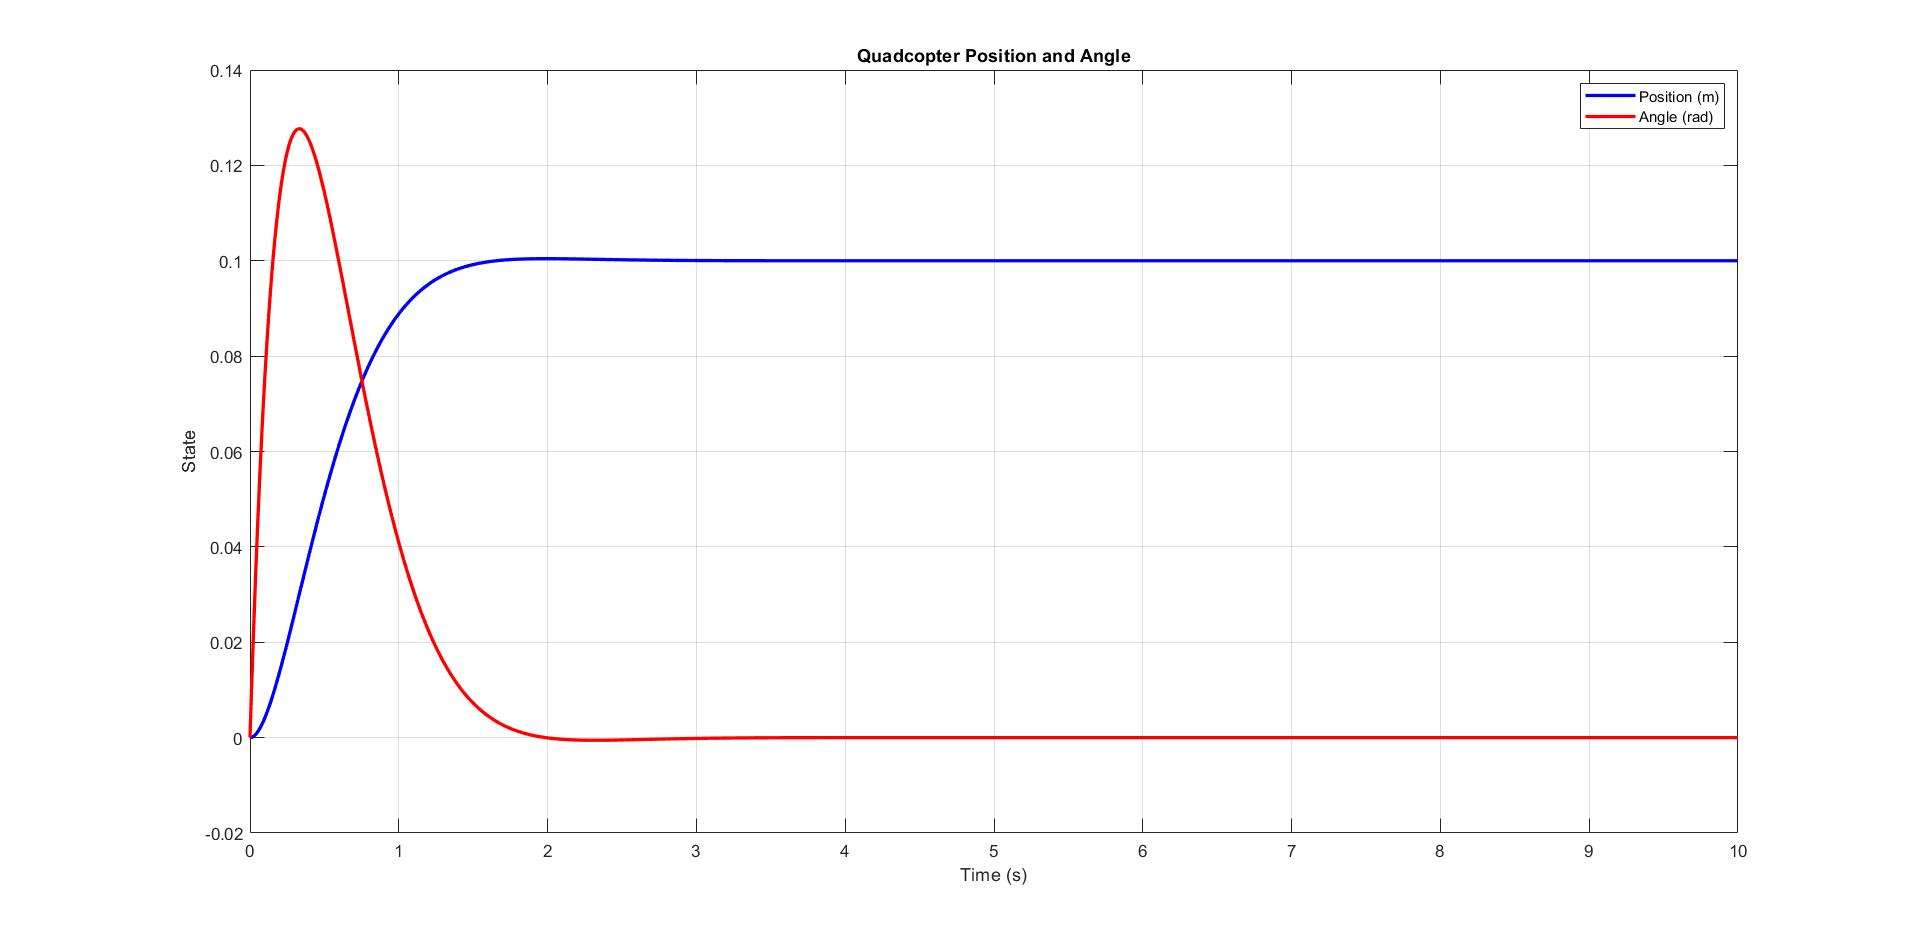 Quadcopter Position and Angle
Position (m)
Angle (rad)
0.14
0.12
0.1
0.08
0.06
0.04
0.02
0
-0.02
State
0 1 2 3 4 5 6 7 8 9 10
Time (s)